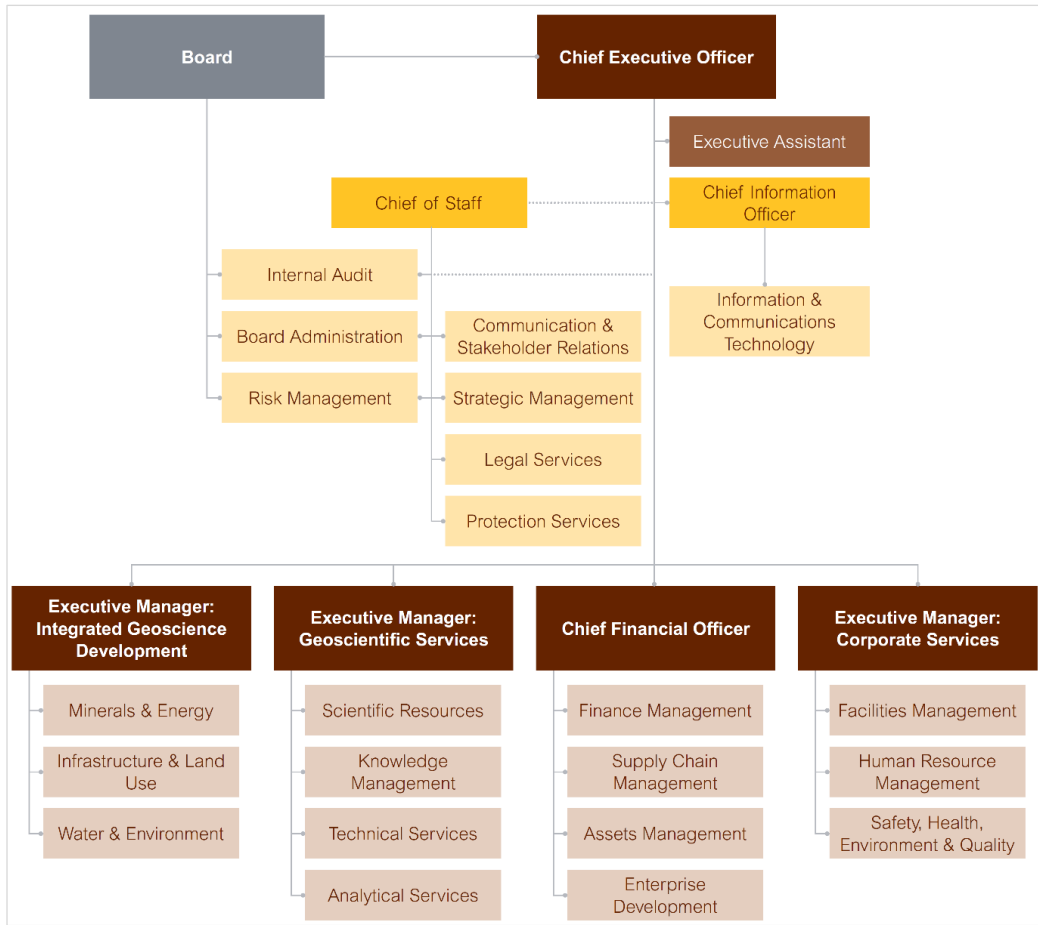 Board
Chief Executive Officer
Executive Assistant
Chief of Staff
Chief Information
Officer
Internal Audit
Information &
Communications
Technology
Board Administration
Communication &
Stakeholder Relations
Risk Management
Strategic Management
Legal Services
Protection Services
Executive Manager:
Integrated Geoscience
Development
Executive Manager:
Geoscientific Services
Chief Financial Officer
Executive Manager:
Corporate Services
Minerals & Energy
Scientific Resources
Finance Management
Facilities Management
Infrastructure & Land
Use
Knowledge
Management
Supply Chain
Management
Human Resource
Management
Water & Environment
Technical Services
Assets Management
Safety, Health,
Environment & Quality
Analytical Services
Enterprise
Development